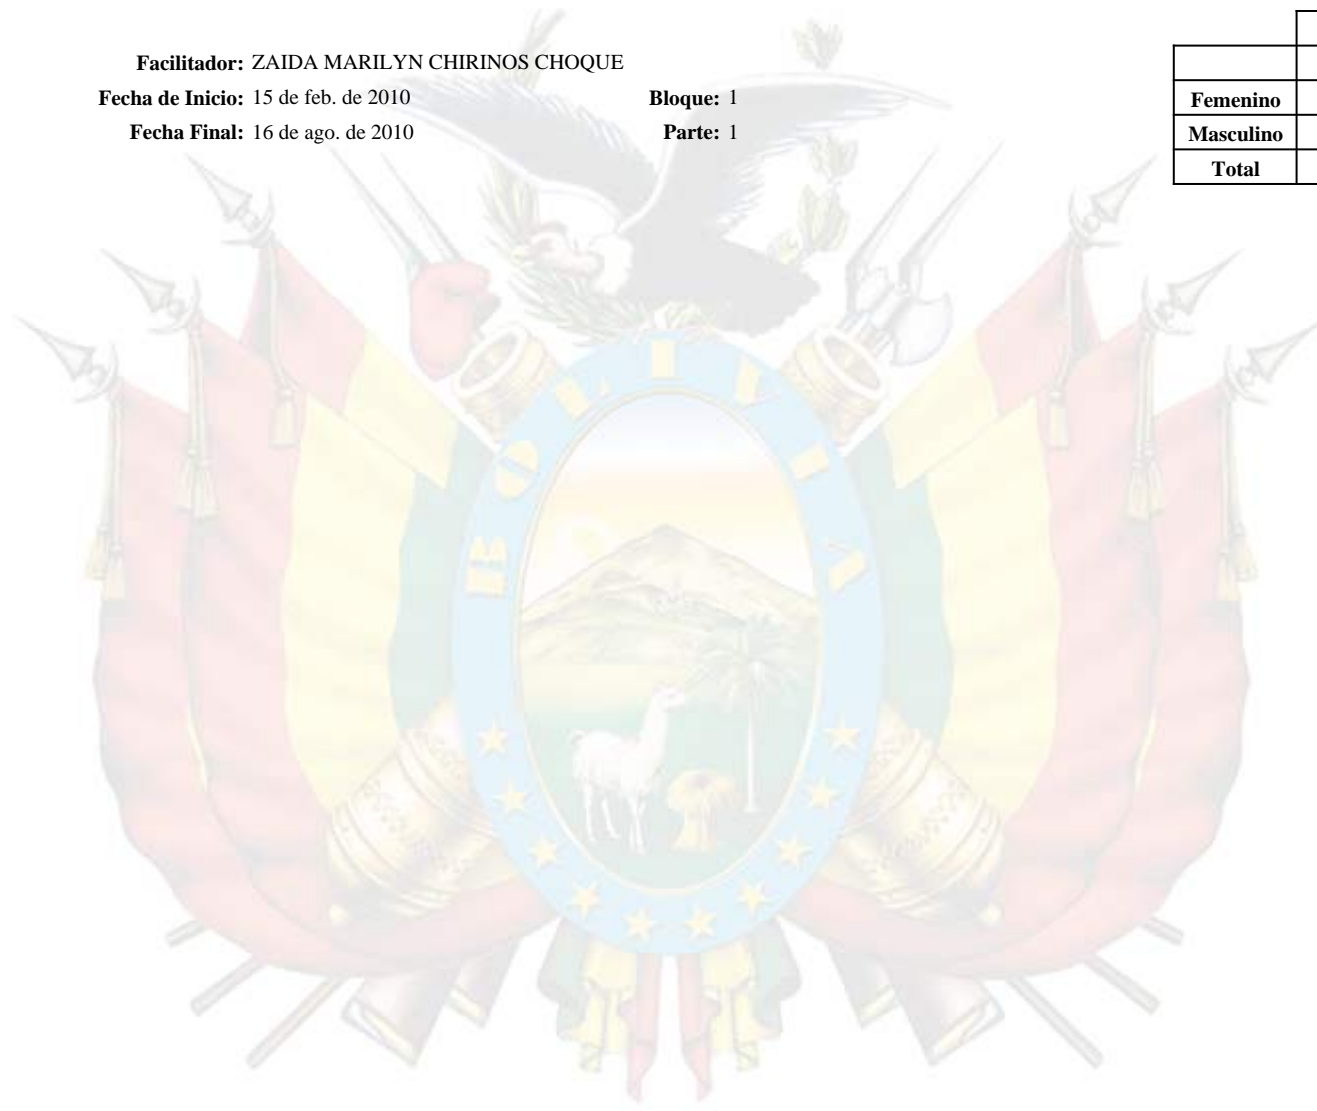 Facilitador: ZAIDA MARILYN CHIRINOS CHOQUE
Fecha de Inicio: 15 de feb. de 2010 Bloque: 1
Fecha Final: 16 de ago. de 2010 Parte: 1
Femenino
Masculino
Total
BOLIVIA